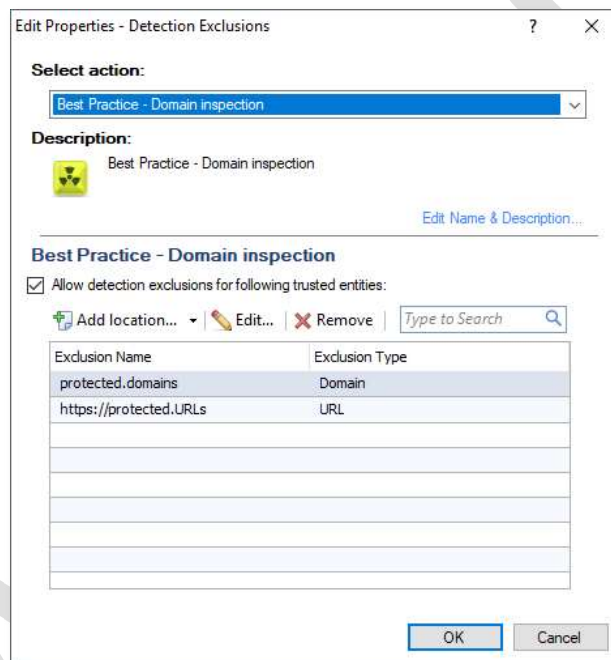 Edit Properties - Detection Exclusions ?
Select action:
Best Practice - Domain inspection
Description:
Best Practice - Domain inspection
Edit Name & Description...
Best Practice - Domain inspection
Allow detection exclusions for following trusted entities:
Add location... Edit... Remove Type to Search
Exclusion Name Exclusion Type
protected.domains Domain
https://protected.URLs URL
OK Cancel